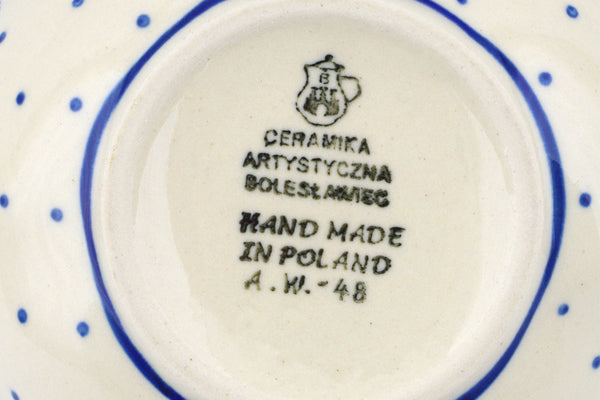 B
CERAMIKA
ARTYSTYCZNA
BOLESŁAWIEC
HAND MADE
IN POLAND
A.W.-48